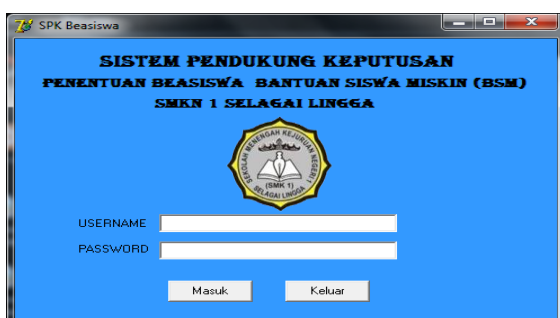 SPK Beasiswa
SISTEM PENDUKUNG KEPUTUSAN
PENENTUAN BEASISWA BANTUAN SISWA MISKIN (BSM)
SMKN 1 SELAGAI LINGGA
SEKOLAH MENENGAH KEJURUAN NEGERI 1
(SMK 1)
SELAGAI LINGGA
USERNAME
PASSWORD
Masuk
Keluar